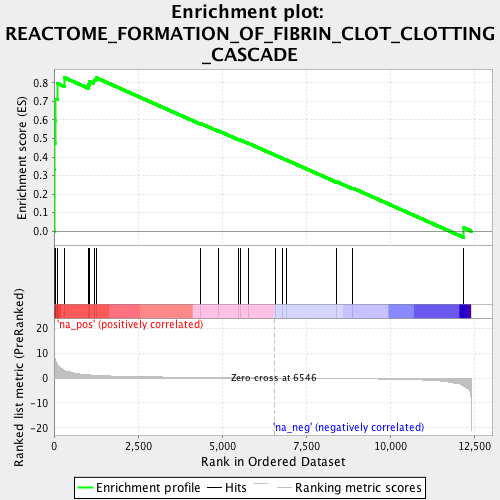 Enrichment plot:
REACTOME_FORMATION_OF_FIBRIN_CLOT_CLOTTING
_CASCADE
Enrichment score (ES)
0.8
0.7
0.6
0.5
0.4
0.3
0.2
0.1
0.0
'na_pos' (positively correlated)
Ranked list metric (PreRanked)
20
10
0
-10
-20
Zero cross at 6546
'na_neg' (negatively correlated)
0
2,500
5,000
7,500
10,000
12,500
Rank in Ordered Dataset
Enrichment profile
Hits
Ranking metric scores